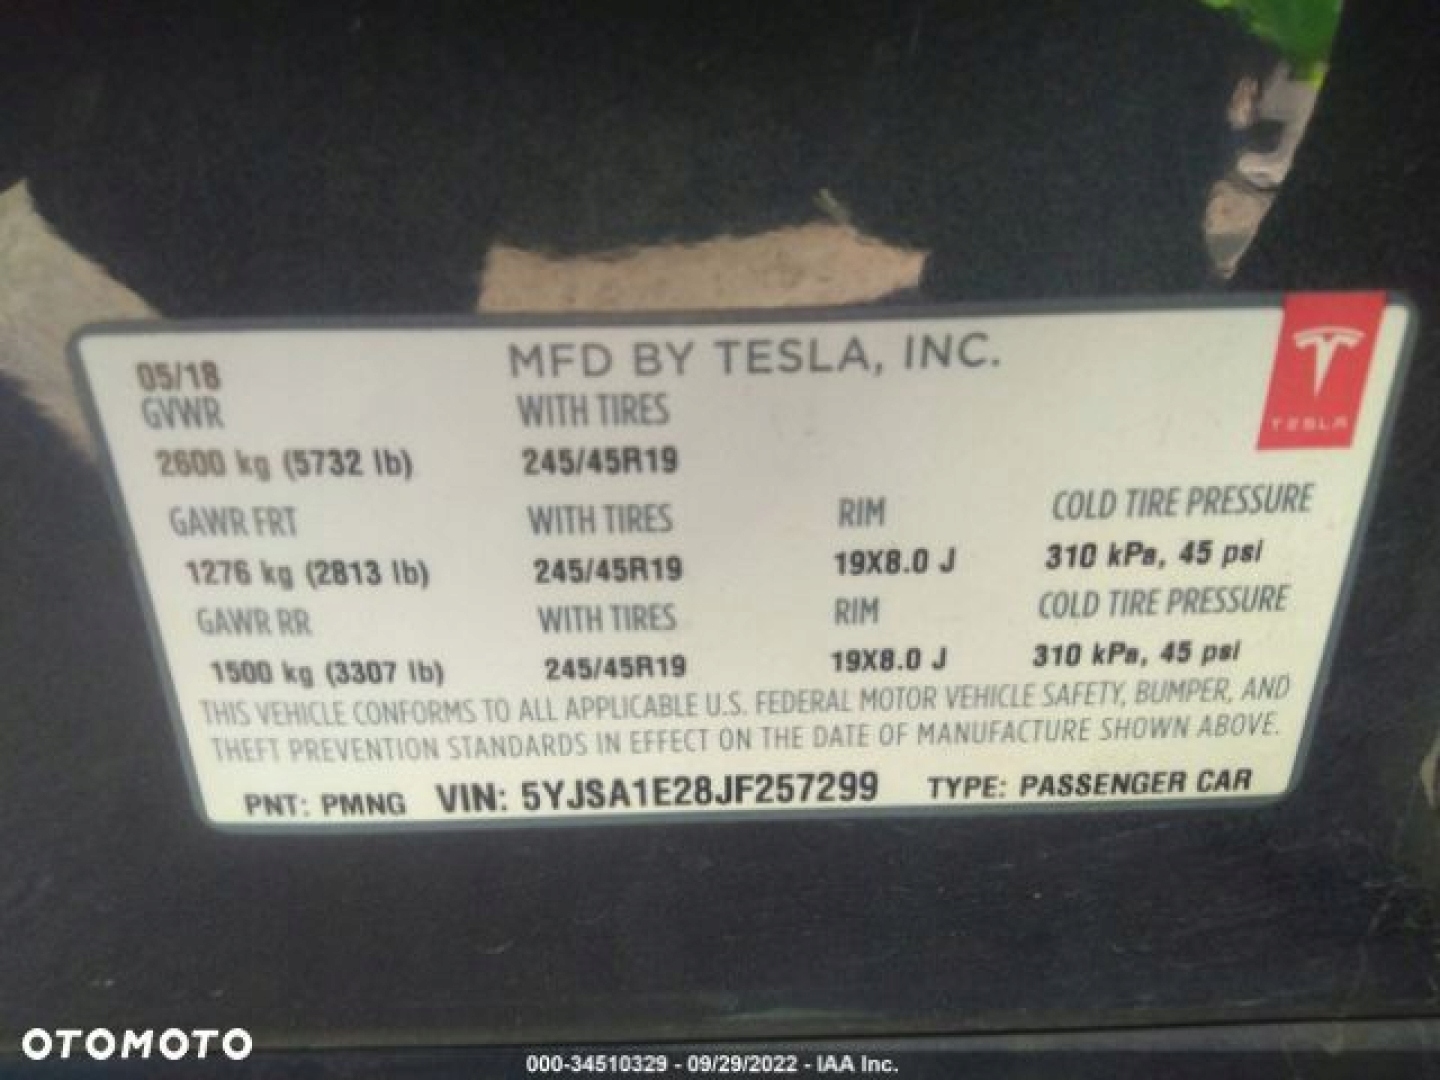 MFD BY TESLA, INC.
TESLA
05/18
GVWR WITH TIRES
2600 kg (5732 lb) 245/45R19
GAWR FRT WITH TIRES RIM COLD TIRE PRESSURE
1276 kg (2813 lb) 245/45R19 19X8.0 J 310 kPa, 45 psi
GAWR RR WITH TIRES RIM COLD TIRE PRESSURE
1500 kg (3307 lb) 245/45R19 19X8.0 J 310 kPa, 45 psi
THIS VEHICLE CONFORMS TO ALL APPLICABLE U.S. FEDERAL MOTOR VEHICLE SAFETY, BUMPER, AND
THEFT PREVENTION STANDARDS IN EFFECT ON THE DATE OF MANUFACTURE SHOWN ABOVE.
PNT: PMNG VIN: 5YJSA1E28JF257299 TYPE: PASSENGER CAR
OTOMOTO
000-34510329 - 09/29/2022 - IAA Inc.